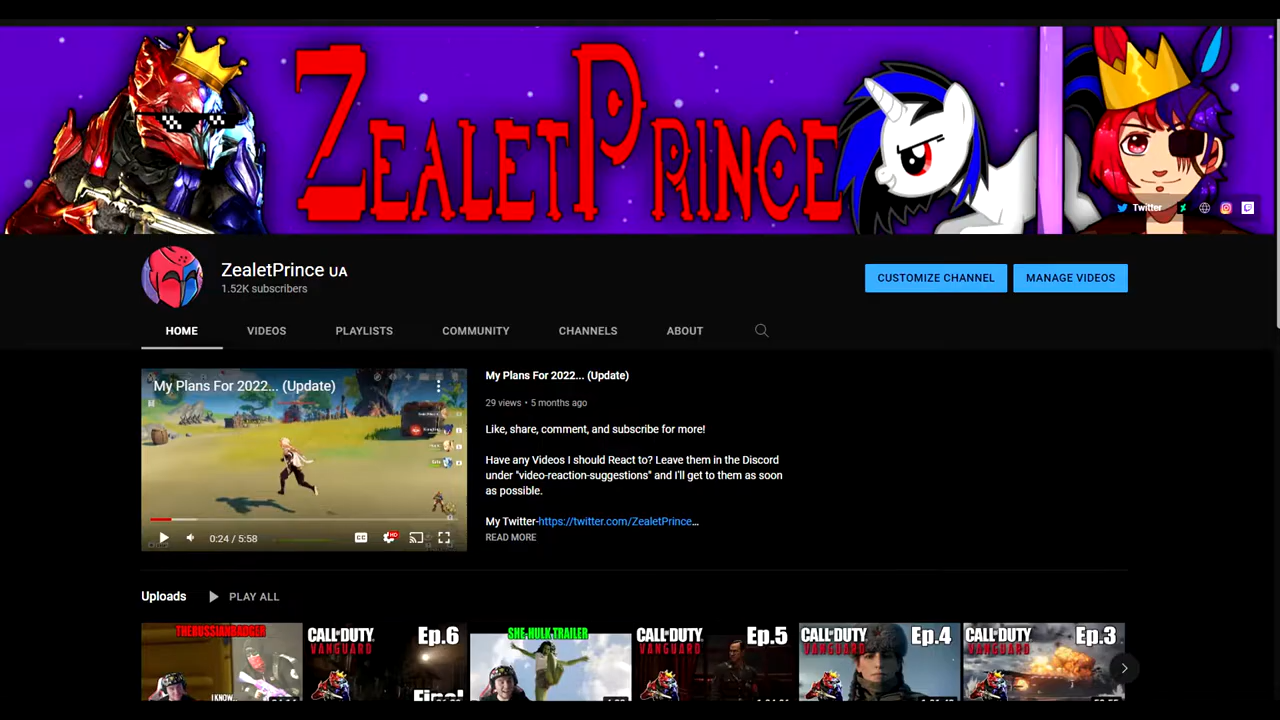 ZEALETPRINCE
Twitter
ZealetPrince UA
1.52K subscribers
CUSTOMIZE CHANNEL
MANAGE VIDEOS
HOME
VIDEOS
PLAYLISTS
COMMUNITY
CHANNELS
ABOUT
My Plans For 2022... (Update)
CC
HD
0:24 / 5:58
My Plans For 2022... (Update)
29 views • 5 months ago
Like, share, comment, and subscribe for more!
Have any Videos I should React to? Leave them in the Discord
under "video-reaction-suggestions" and I'll get to them as soon
as possible.
My Twitter-https://twitter.com/ZealetPrince...
READ MORE
Uploads
PLAY ALL
THERUSSIANBADGER
I KNOW...
CALL OF DUTY
VANGUARD
Ep.6
Final
SHE-HULK TRAILER
CALL OF DUTY
VANGUARD
Ep.5
CALL OF DUTY
VANGUARD
Ep.4
CALL OF DUTY
VANGUARD
Ep.3